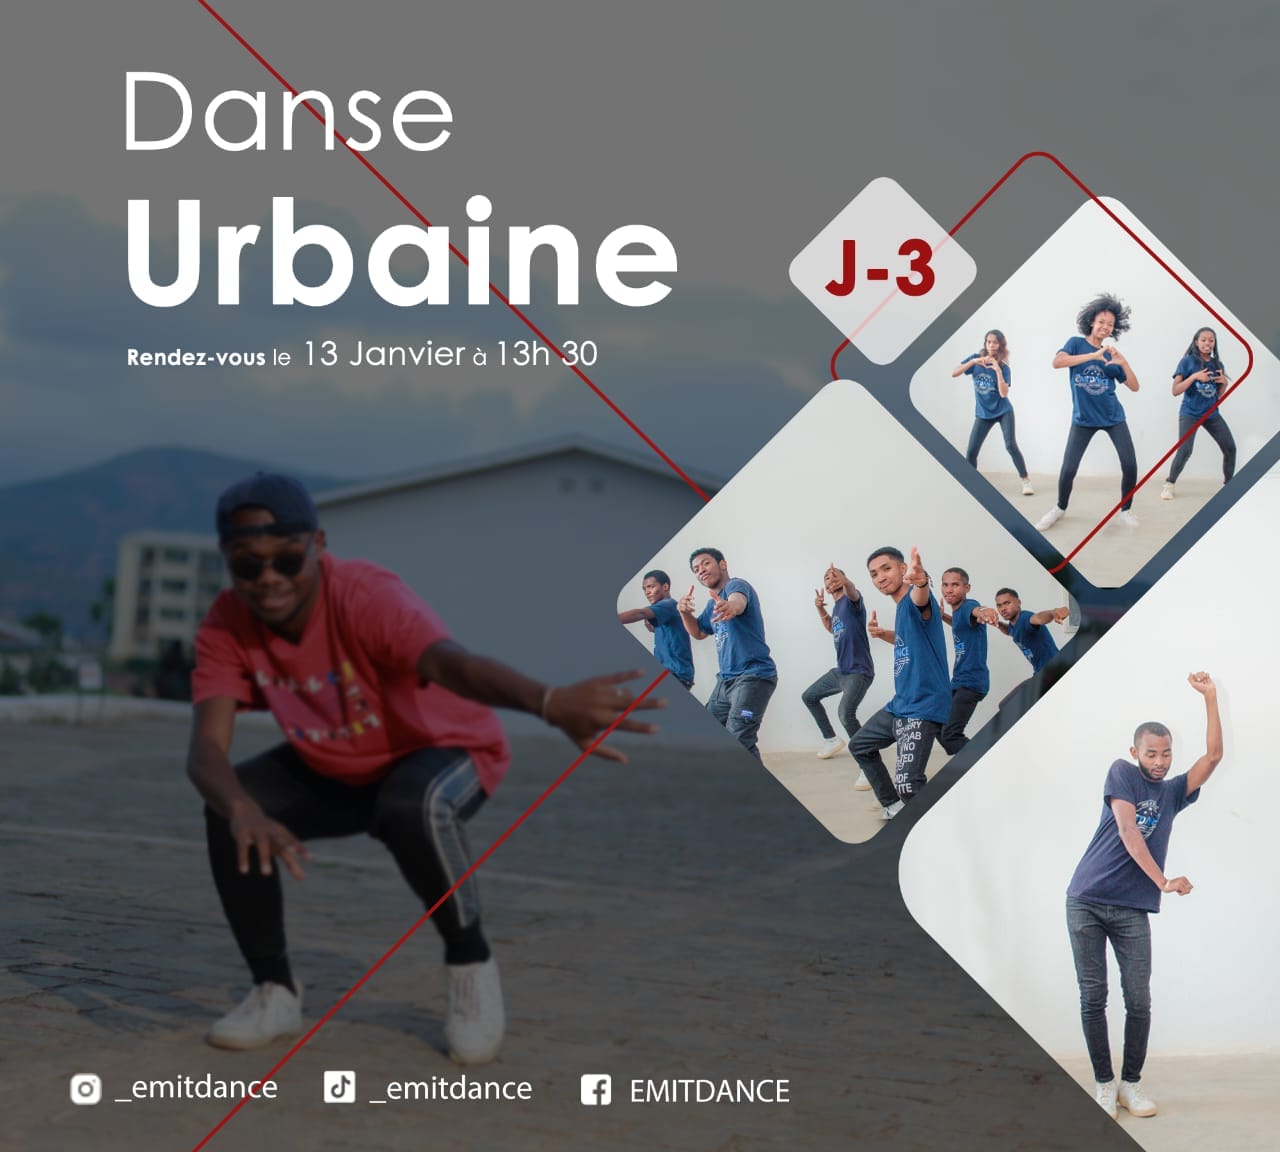 Danse
Urbaine
Rendez-vous le 13 Janvier à 13h 30
J-3
_emitdance
_emitdance
EMITDANCE